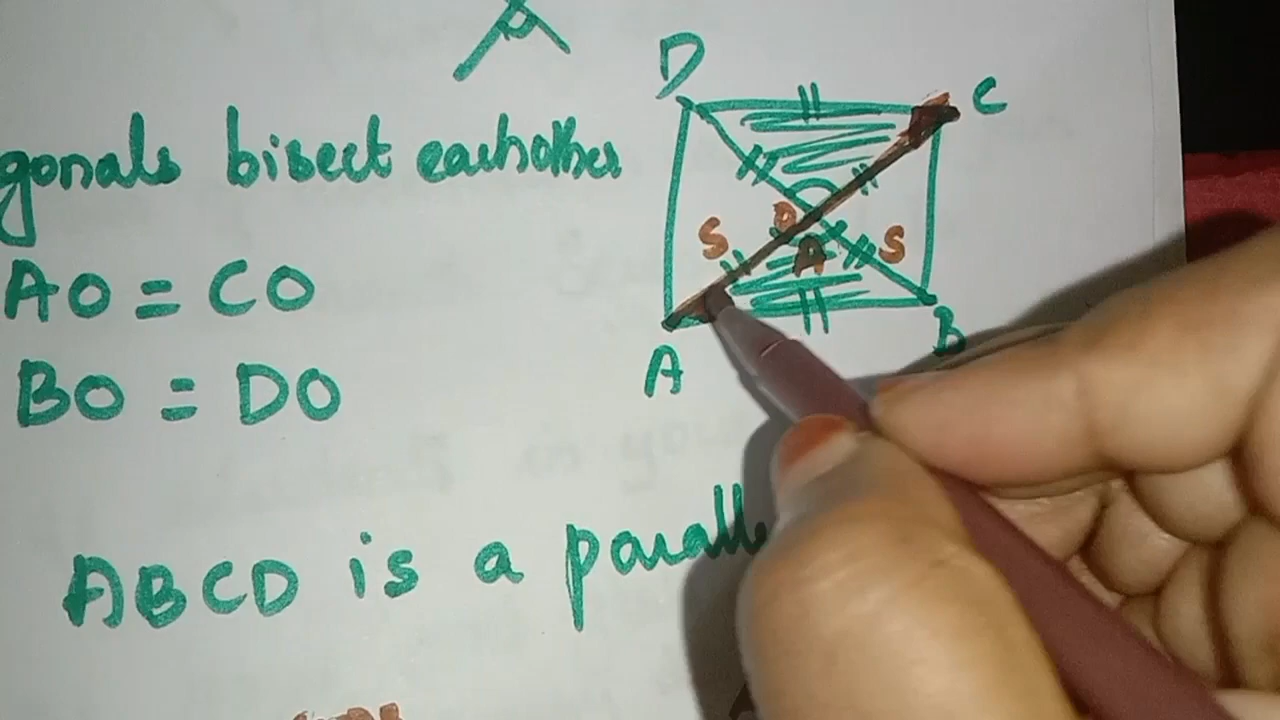 D C
gonals bisect eachother
S O S
A
AO = CO
A B
BO = DO
ABCD is a parall